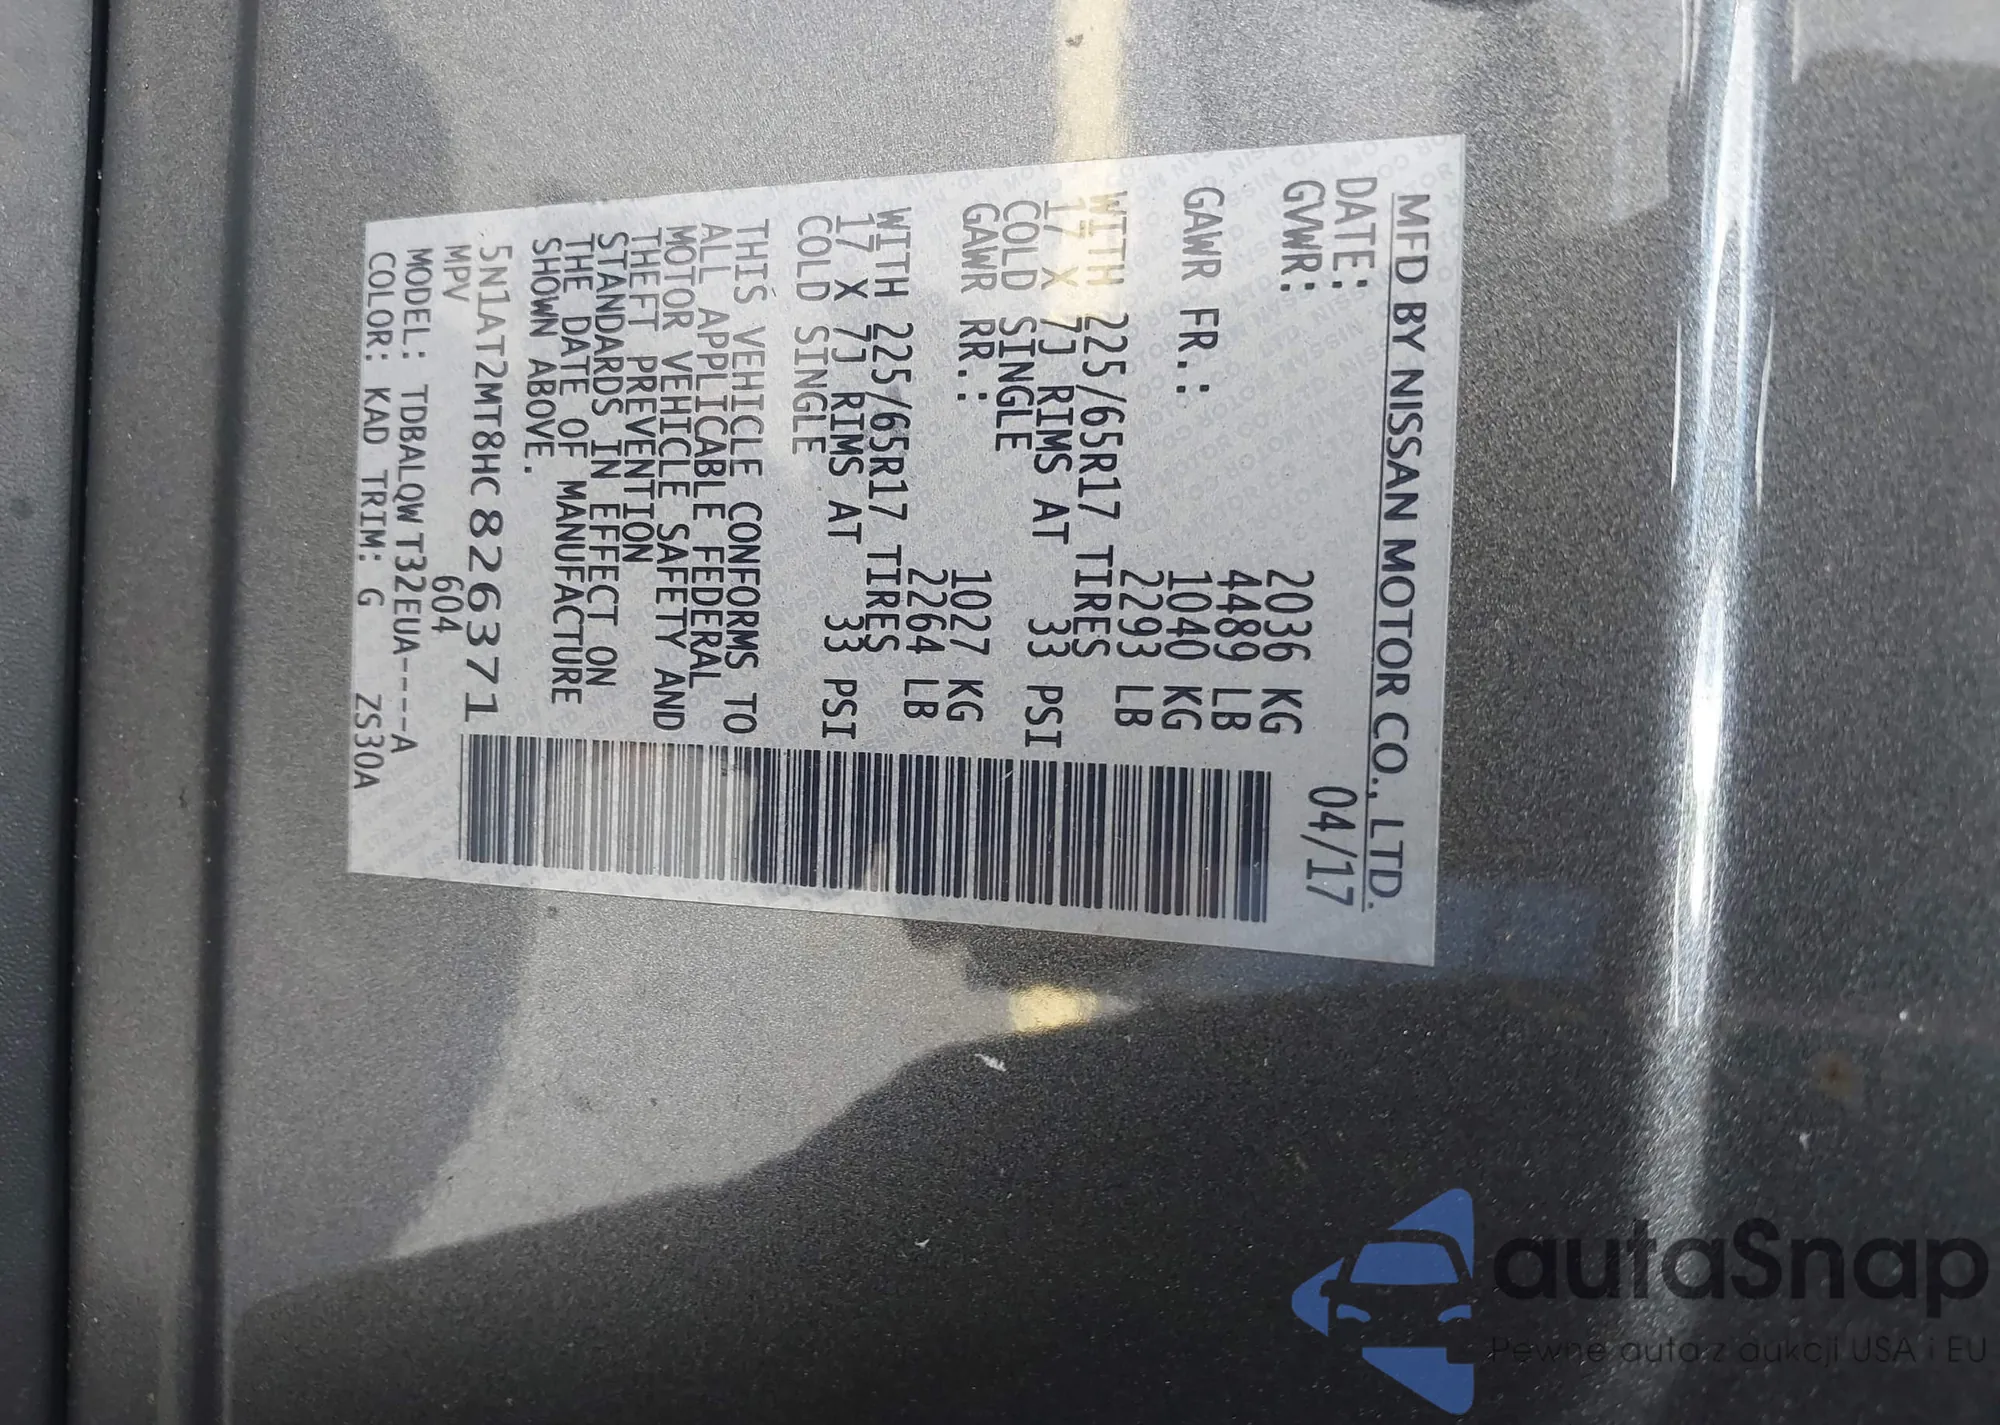 MFD BY NISSAN MOTOR CO., LTD.
DATE: 04/17
GVWR: 2036 KG
4489 LB
GAWR FR.: 1040 KG
2293 LB
WITH 225/65R17 TIRES
17 X 7J RIMS AT 33 PSI
COLD SINGLE
GAWR RR.: 1027 KG
2264 LB
WITH 225/65R17 TIRES
17 X 7J RIMS AT 33 PSI
COLD SINGLE
THIS VEHICLE CONFORMS TO
ALL APPLICABLE FEDERAL
MOTOR VEHICLE SAFETY AND
THEFT PREVENTION
STANDARDS IN EFFECT ON
THE DATE OF MANUFACTURE
SHOWN ABOVE.
5N1AT2MT8HC826371
MPV 604
MODEL: TDBALQW T32EUA----A
COLOR: KAD TRIM: G ZS30A
autaSnap
Pewne auta z aukcji USA i EU